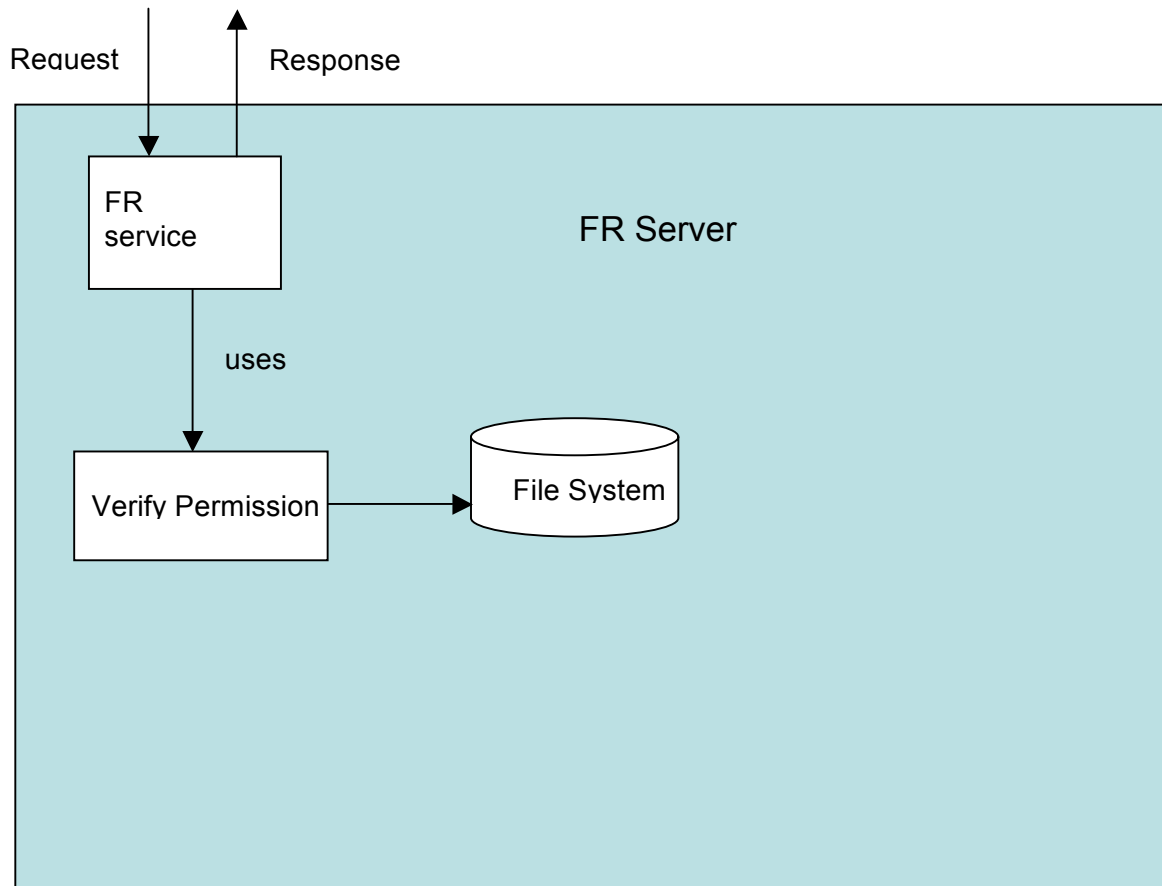 Request
Response
FR
service
FR Server
uses
Verify Permission
File System